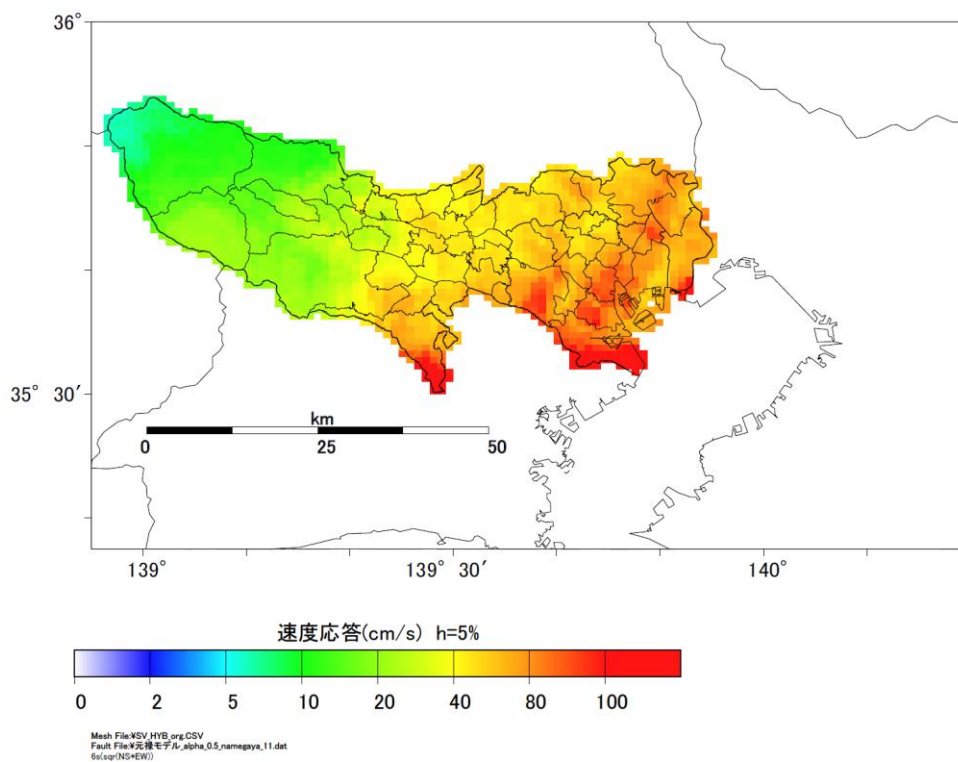 36°
35° 30′
km
0 25 50
139° 139° 30′ 140°
速度応答(cm/s) h=5%
0 2 5 10 20 40 80 100
Mesh File:¥SV_HYB_org.CSV
Fault File:¥元禄モデル_alpha_0.5_namegaya_11.dat
6s(sqr(NS*EW))